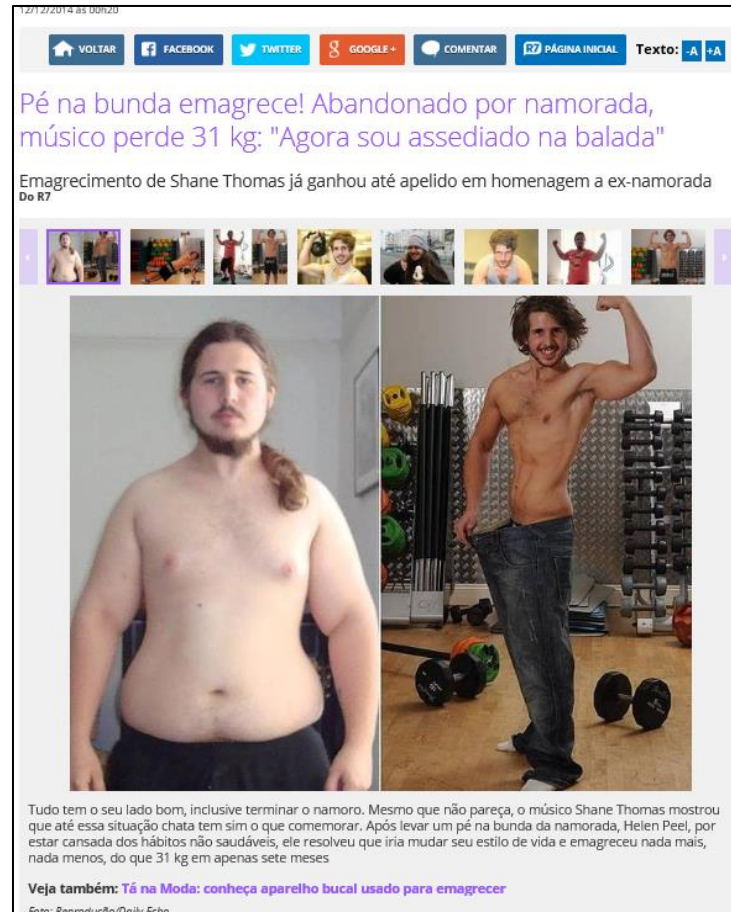 12/12/2014 às 00h20
VOLTAR FACEBOOK TWITTER GOOGLE + COMENTAR R7 PÁGINA INICIAL Texto: -A +A
Pé na bunda emagrece! Abandonado por namorada,
músico perde 31 kg: "Agora sou assediado na balada"
Emagrecimento de Shane Thomas já ganhou até apelido em homenagem a ex-namorada
Do R7
Tudo tem o seu lado bom, inclusive terminar o namoro. Mesmo que não pareça, o músico Shane Thomas mostrou
que até essa situação chata tem sim o que comemorar. Após levar um pé na bunda da namorada, Helen Peel, por
estar cansada dos hábitos não saudáveis, ele resolveu que iria mudar seu estilo de vida e emagreceu nada mais,
nada menos, do que 31 kg em apenas sete meses
Veja também: Tá na Moda: conheça aparelho bucal usado para emagrecer
Foto: Reprodução/Daily Echo